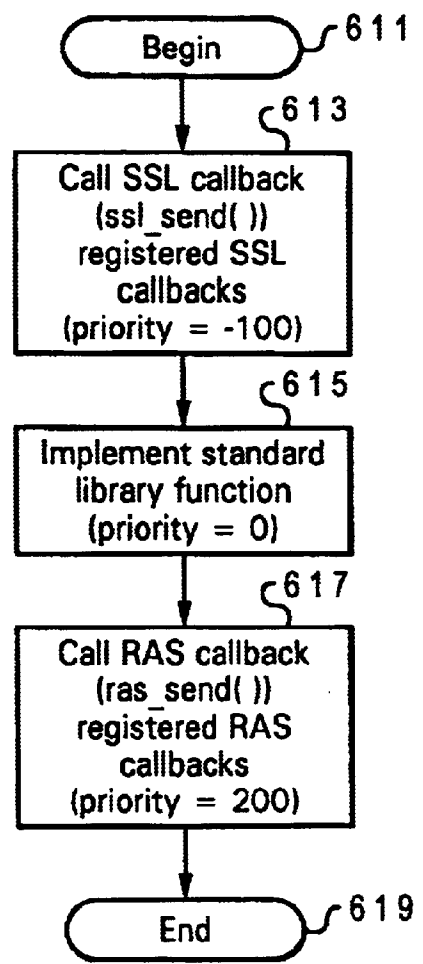 Begin
611
613
Call SSL callback
(ssl_send( ))
registered SSL
callbacks
(priority = -100)
615
Implement standard
library function
(priority = 0)
617
Call RAS callback
(ras_send( ))
registered RAS
callbacks
(priority = 200)
End
619